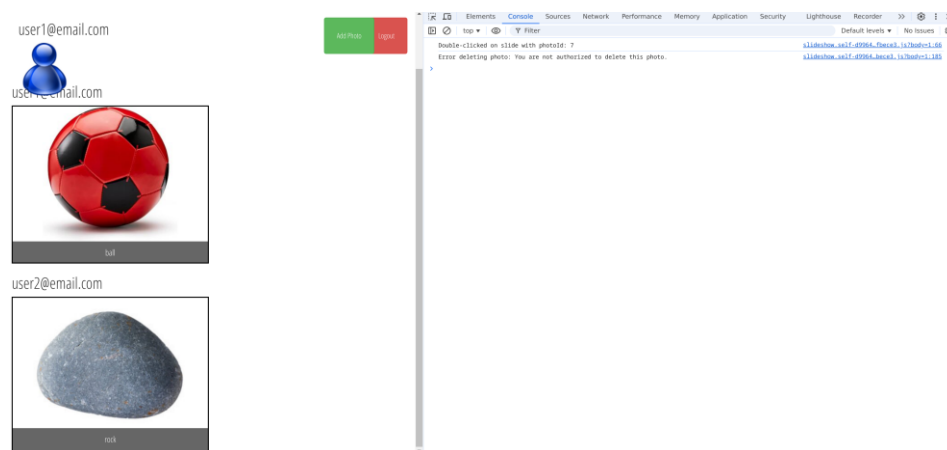 user1@email.com
Add Photo
Logout
user1@email.com
ball
user2@email.com
rock
Elements Console Sources Network Performance Memory Application Security Lighthouse Recorder
top Filter Default levels No Issues
Double-clicked on slide with photoId: 7
Error deleting photo: You are not authorized to delete this photo.